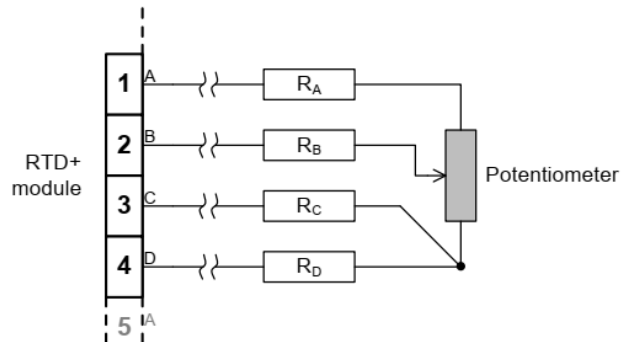 1 A
R_A
2 B
R_B
RTD+
module
Potentiometer
3 C
R_C
4 D
R_D
5 A